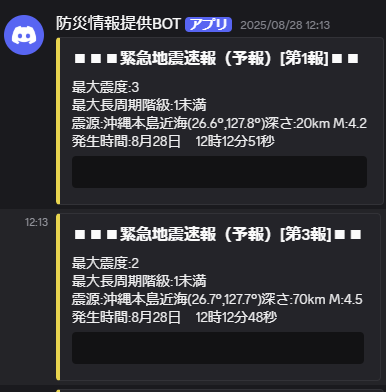 防災情報提供BOT アプリ 2025/08/28 12:13
■■■緊急地震速報（予報）[第1報]■■
最大震度:3
最大長周期階級:1未満
震源:沖縄本島近海(26.6°,127.8°)深さ:20km M:4.2
発生時間:8月28日　12時12分51秒
12:13
■■■緊急地震速報（予報）[第3報]■■
最大震度:2
最大長周期階級:1未満
震源:沖縄本島近海(26.7°,127.7°)深さ:70km M:4.5
発生時間:8月28日　12時12分48秒